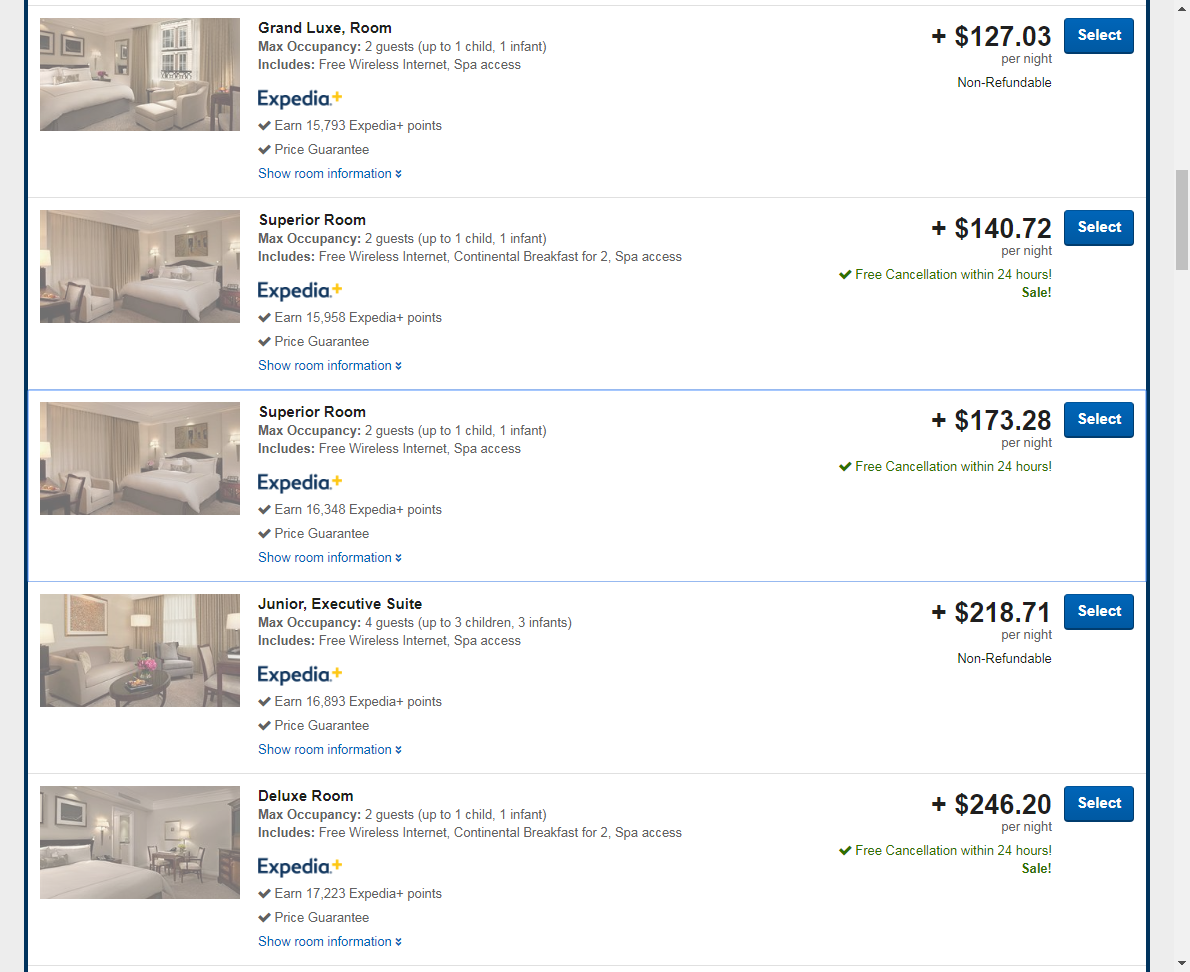 Grand Luxe, Room
Max Occupancy: 2 guests (up to 1 child, 1 infant)
Includes: Free Wireless Internet, Spa access
+ $127.03
Select
per night
Non-Refundable
Expedia+
Earn 15,793 Expedia+ points
Price Guarantee
Show room information
Superior Room
Max Occupancy: 2 guests (up to 1 child, 1 infant)
Includes: Free Wireless Internet, Continental Breakfast for 2, Spa access
+ $140.72
Select
per night
Free Cancellation within 24 hours!
Sale!
Expedia+
Earn 15,958 Expedia+ points
Price Guarantee
Show room information
Superior Room
Max Occupancy: 2 guests (up to 1 child, 1 infant)
Includes: Free Wireless Internet, Spa access
+ $173.28
Select
per night
Free Cancellation within 24 hours!
Expedia+
Earn 16,348 Expedia+ points
Price Guarantee
Show room information
Junior, Executive Suite
Max Occupancy: 4 guests (up to 3 children, 3 infants)
Includes: Free Wireless Internet, Spa access
+ $218.71
Select
per night
Non-Refundable
Expedia+
Earn 16,893 Expedia+ points
Price Guarantee
Show room information
Deluxe Room
Max Occupancy: 2 guests (up to 1 child, 1 infant)
Includes: Free Wireless Internet, Continental Breakfast for 2, Spa access
+ $246.20
Select
per night
Free Cancellation within 24 hours!
Sale!
Expedia+
Earn 17,223 Expedia+ points
Price Guarantee
Show room information